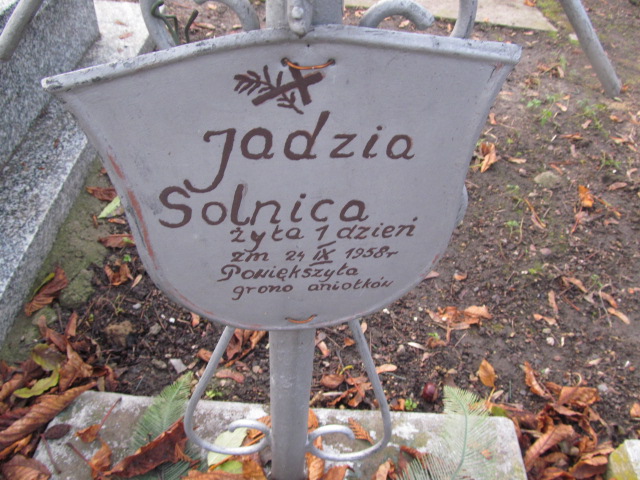 Jadzia
Solnica
żyła 1 dzień
zm 24 IX 1958r
Powiększyła
grono aniołków